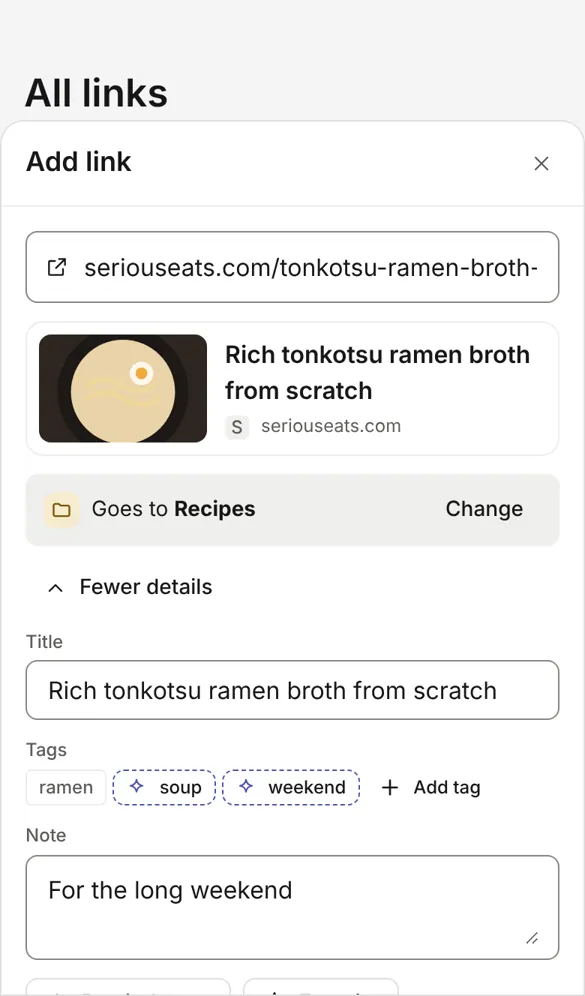 All links
Add link
seriouseats.com/tonkotsu-ramen-broth-
Rich tonkotsu ramen broth
from scratch
S seriouseats.com
Goes to Recipes Change
Fewer details
Title
Rich tonkotsu ramen broth from scratch
Tags
ramen soup weekend + Add tag
Note
For the long weekend